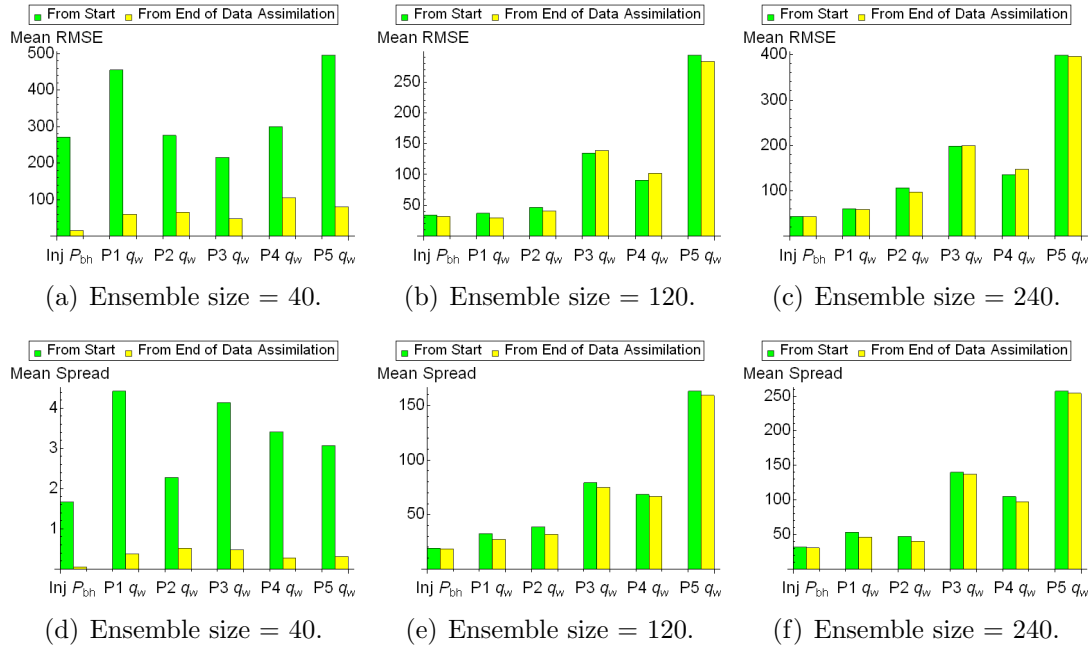 From Start From End of Data Assimilation
Mean RMSE
500
400
300
200
100
Inj Pbh P1 qw P2 qw P3 qw P4 qw P5 qw
(a) Ensemble size = 40.
From Start From End of Data Assimilation
Mean RMSE
250
200
150
100
50
Inj Pbh P1 qw P2 qw P3 qw P4 qw P5 qw
(b) Ensemble size = 120.
From Start From End of Data Assimilation
Mean RMSE
400
300
200
100
Inj Pbh P1 qw P2 qw P3 qw P4 qw P5 qw
(c) Ensemble size = 240.
From Start From End of Data Assimilation
Mean Spread
4
3
2
1
Inj Pbh P1 qw P2 qw P3 qw P4 qw P5 qw
(d) Ensemble size = 40.
From Start From End of Data Assimilation
Mean Spread
150
100
50
Inj Pbh P1 qw P2 qw P3 qw P4 qw P5 qw
(e) Ensemble size = 120.
From Start From End of Data Assimilation
Mean Spread
250
200
150
100
50
Inj Pbh P1 qw P2 qw P3 qw P4 qw P5 qw
(f) Ensemble size = 240.